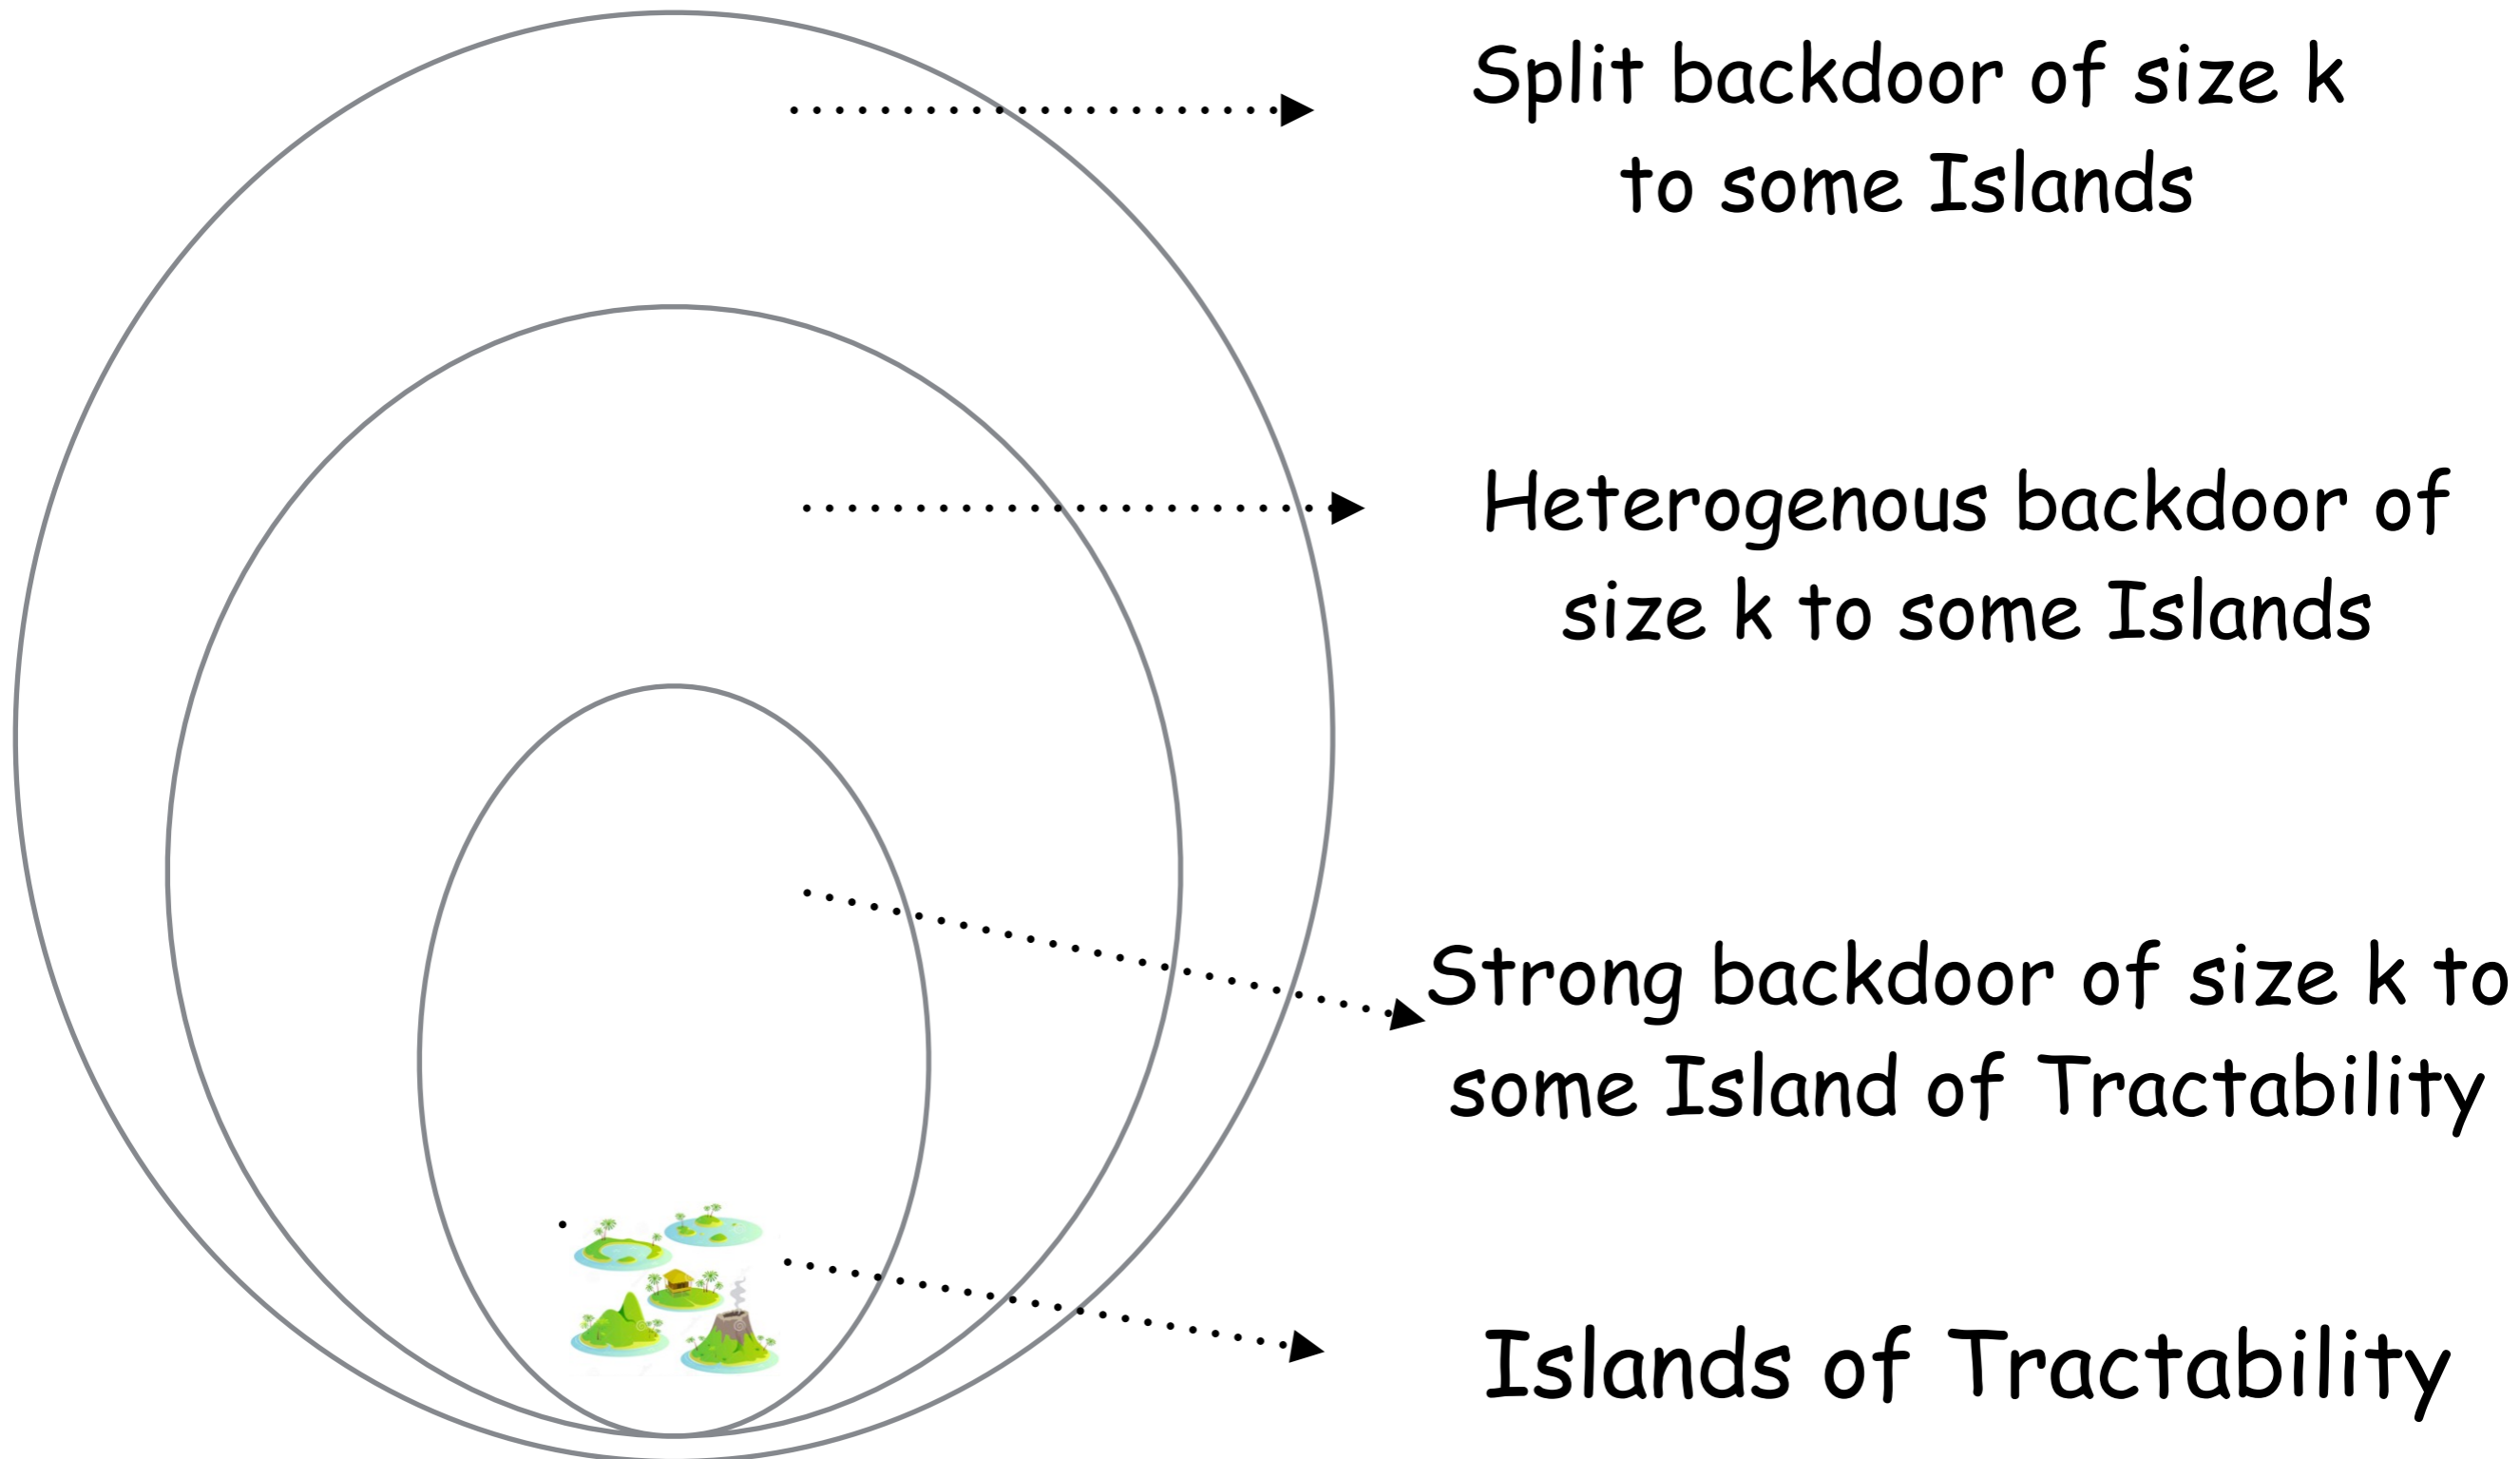 Split backdoor of size k
to some Islands
Heterogenous backdoor of
size k to some Islands
Strong backdoor of size k to
some Island of Tractability
Islands of Tractability